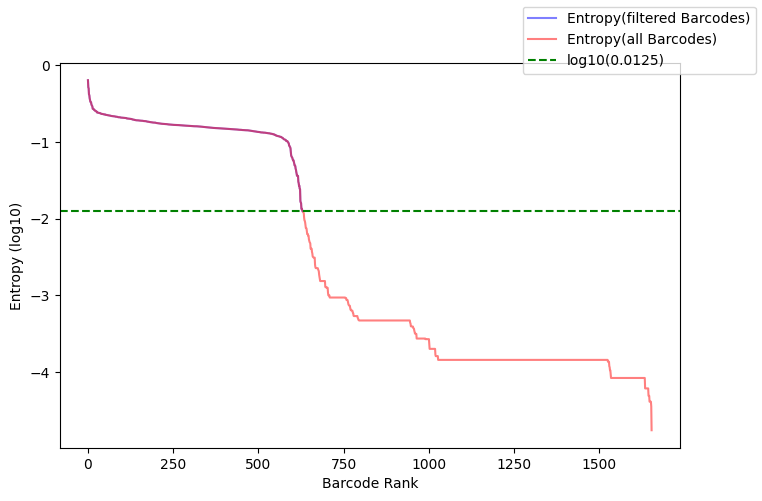 Entropy(filtered Barcodes)
Entropy(all Barcodes)
log10(0.0125)
0
−1
−2
−3
−4
Entropy (log10)
0 250 500 750 1000 1250 1500
Barcode Rank